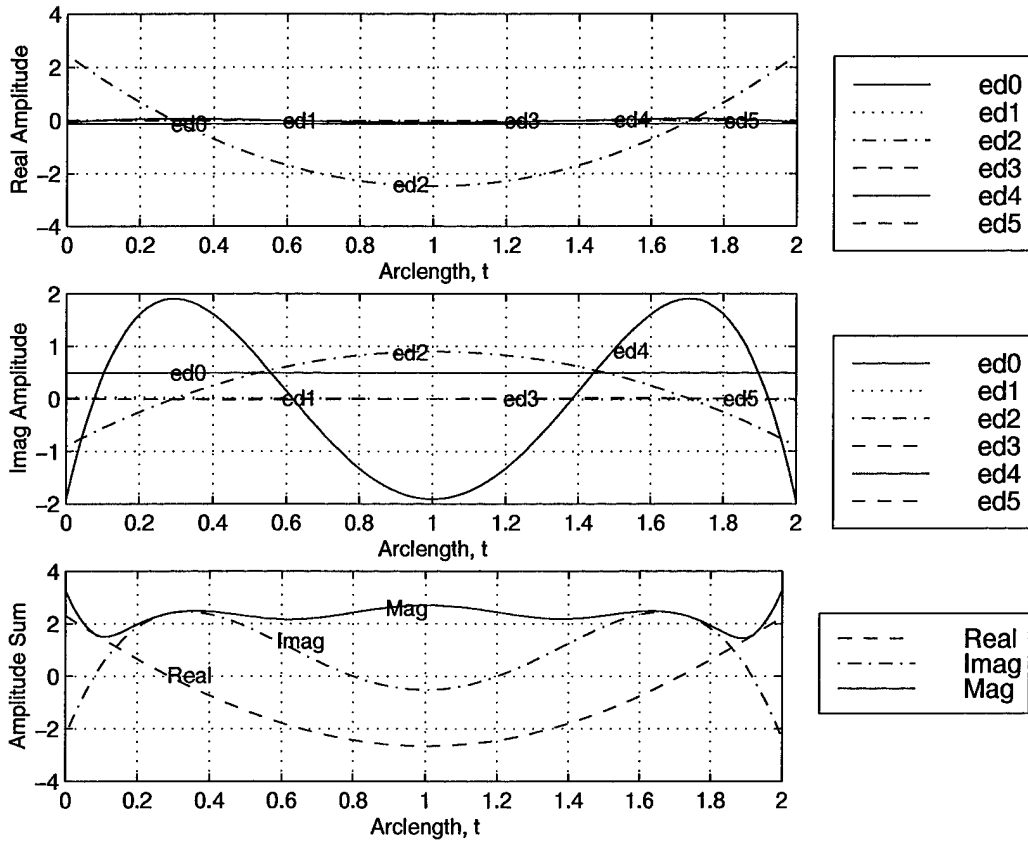 4
2
0
−2
−4
Real Amplitude
ed0
ed1
ed2
ed3
ed4
ed5
0
0.2
0.4
0.6
0.8
1
1.2
1.4
1.6
1.8
2
Arclength, t
ed0
ed1
ed2
ed3
ed4
ed5
2
1
0
−1
−2
Imag Amplitude
ed0
ed1
ed2
ed3
ed4
ed5
0
0.2
0.4
0.6
0.8
1
1.2
1.4
1.6
1.8
2
Arclength, t
ed0
ed1
ed2
ed3
ed4
ed5
4
2
0
−2
−4
Amplitude Sum
Mag
Imag
Real
0
0.2
0.4
0.6
0.8
1
1.2
1.4
1.6
1.8
2
Arclength, t
Real
Imag
Mag